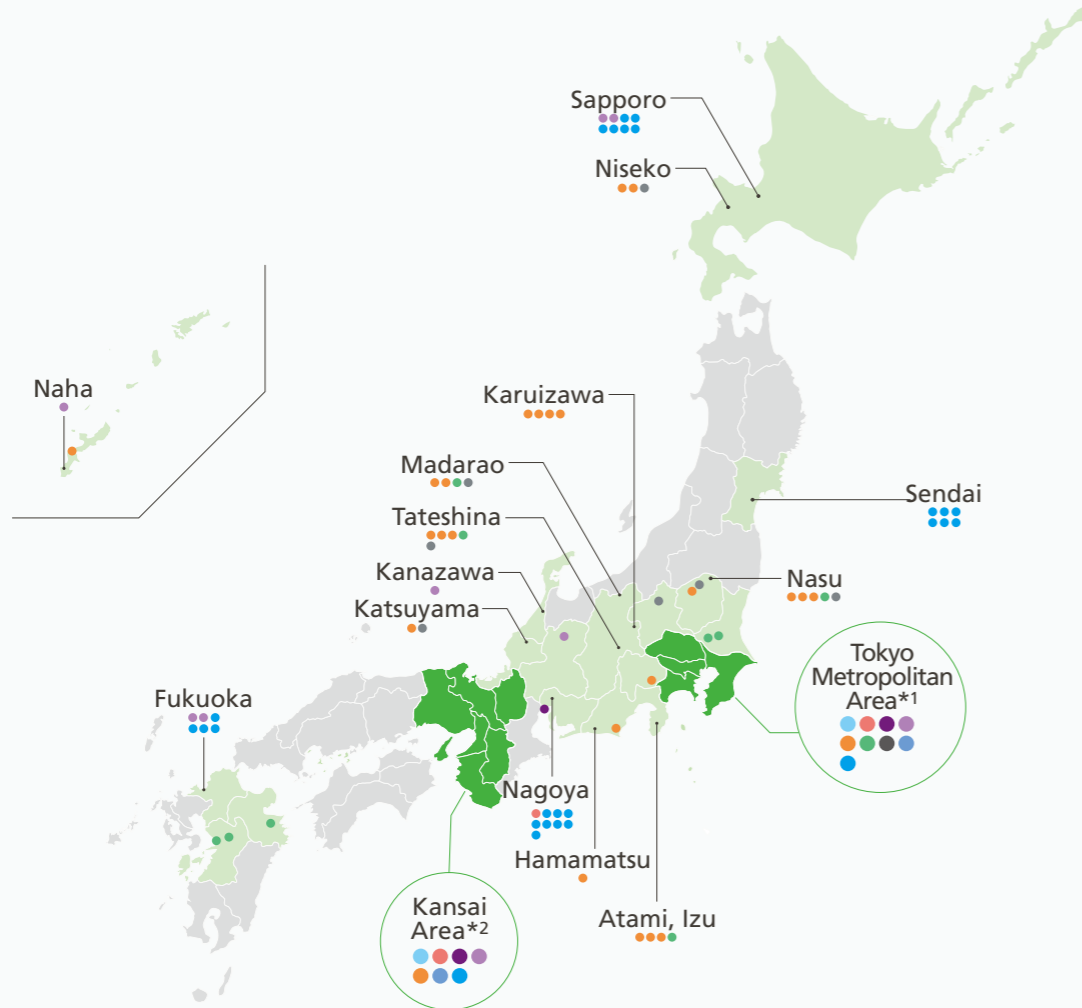 Sapporo
Niseko
Naha
Karuizawa
Madarao
Sendai
Tateshina
Kanazawa
Nasu
Katsuyama
Tokyo
Metropolitan
Area*1
Fukuoka
Nagoya
Hamamatsu
Kansai
Area*2
Atami, Izu